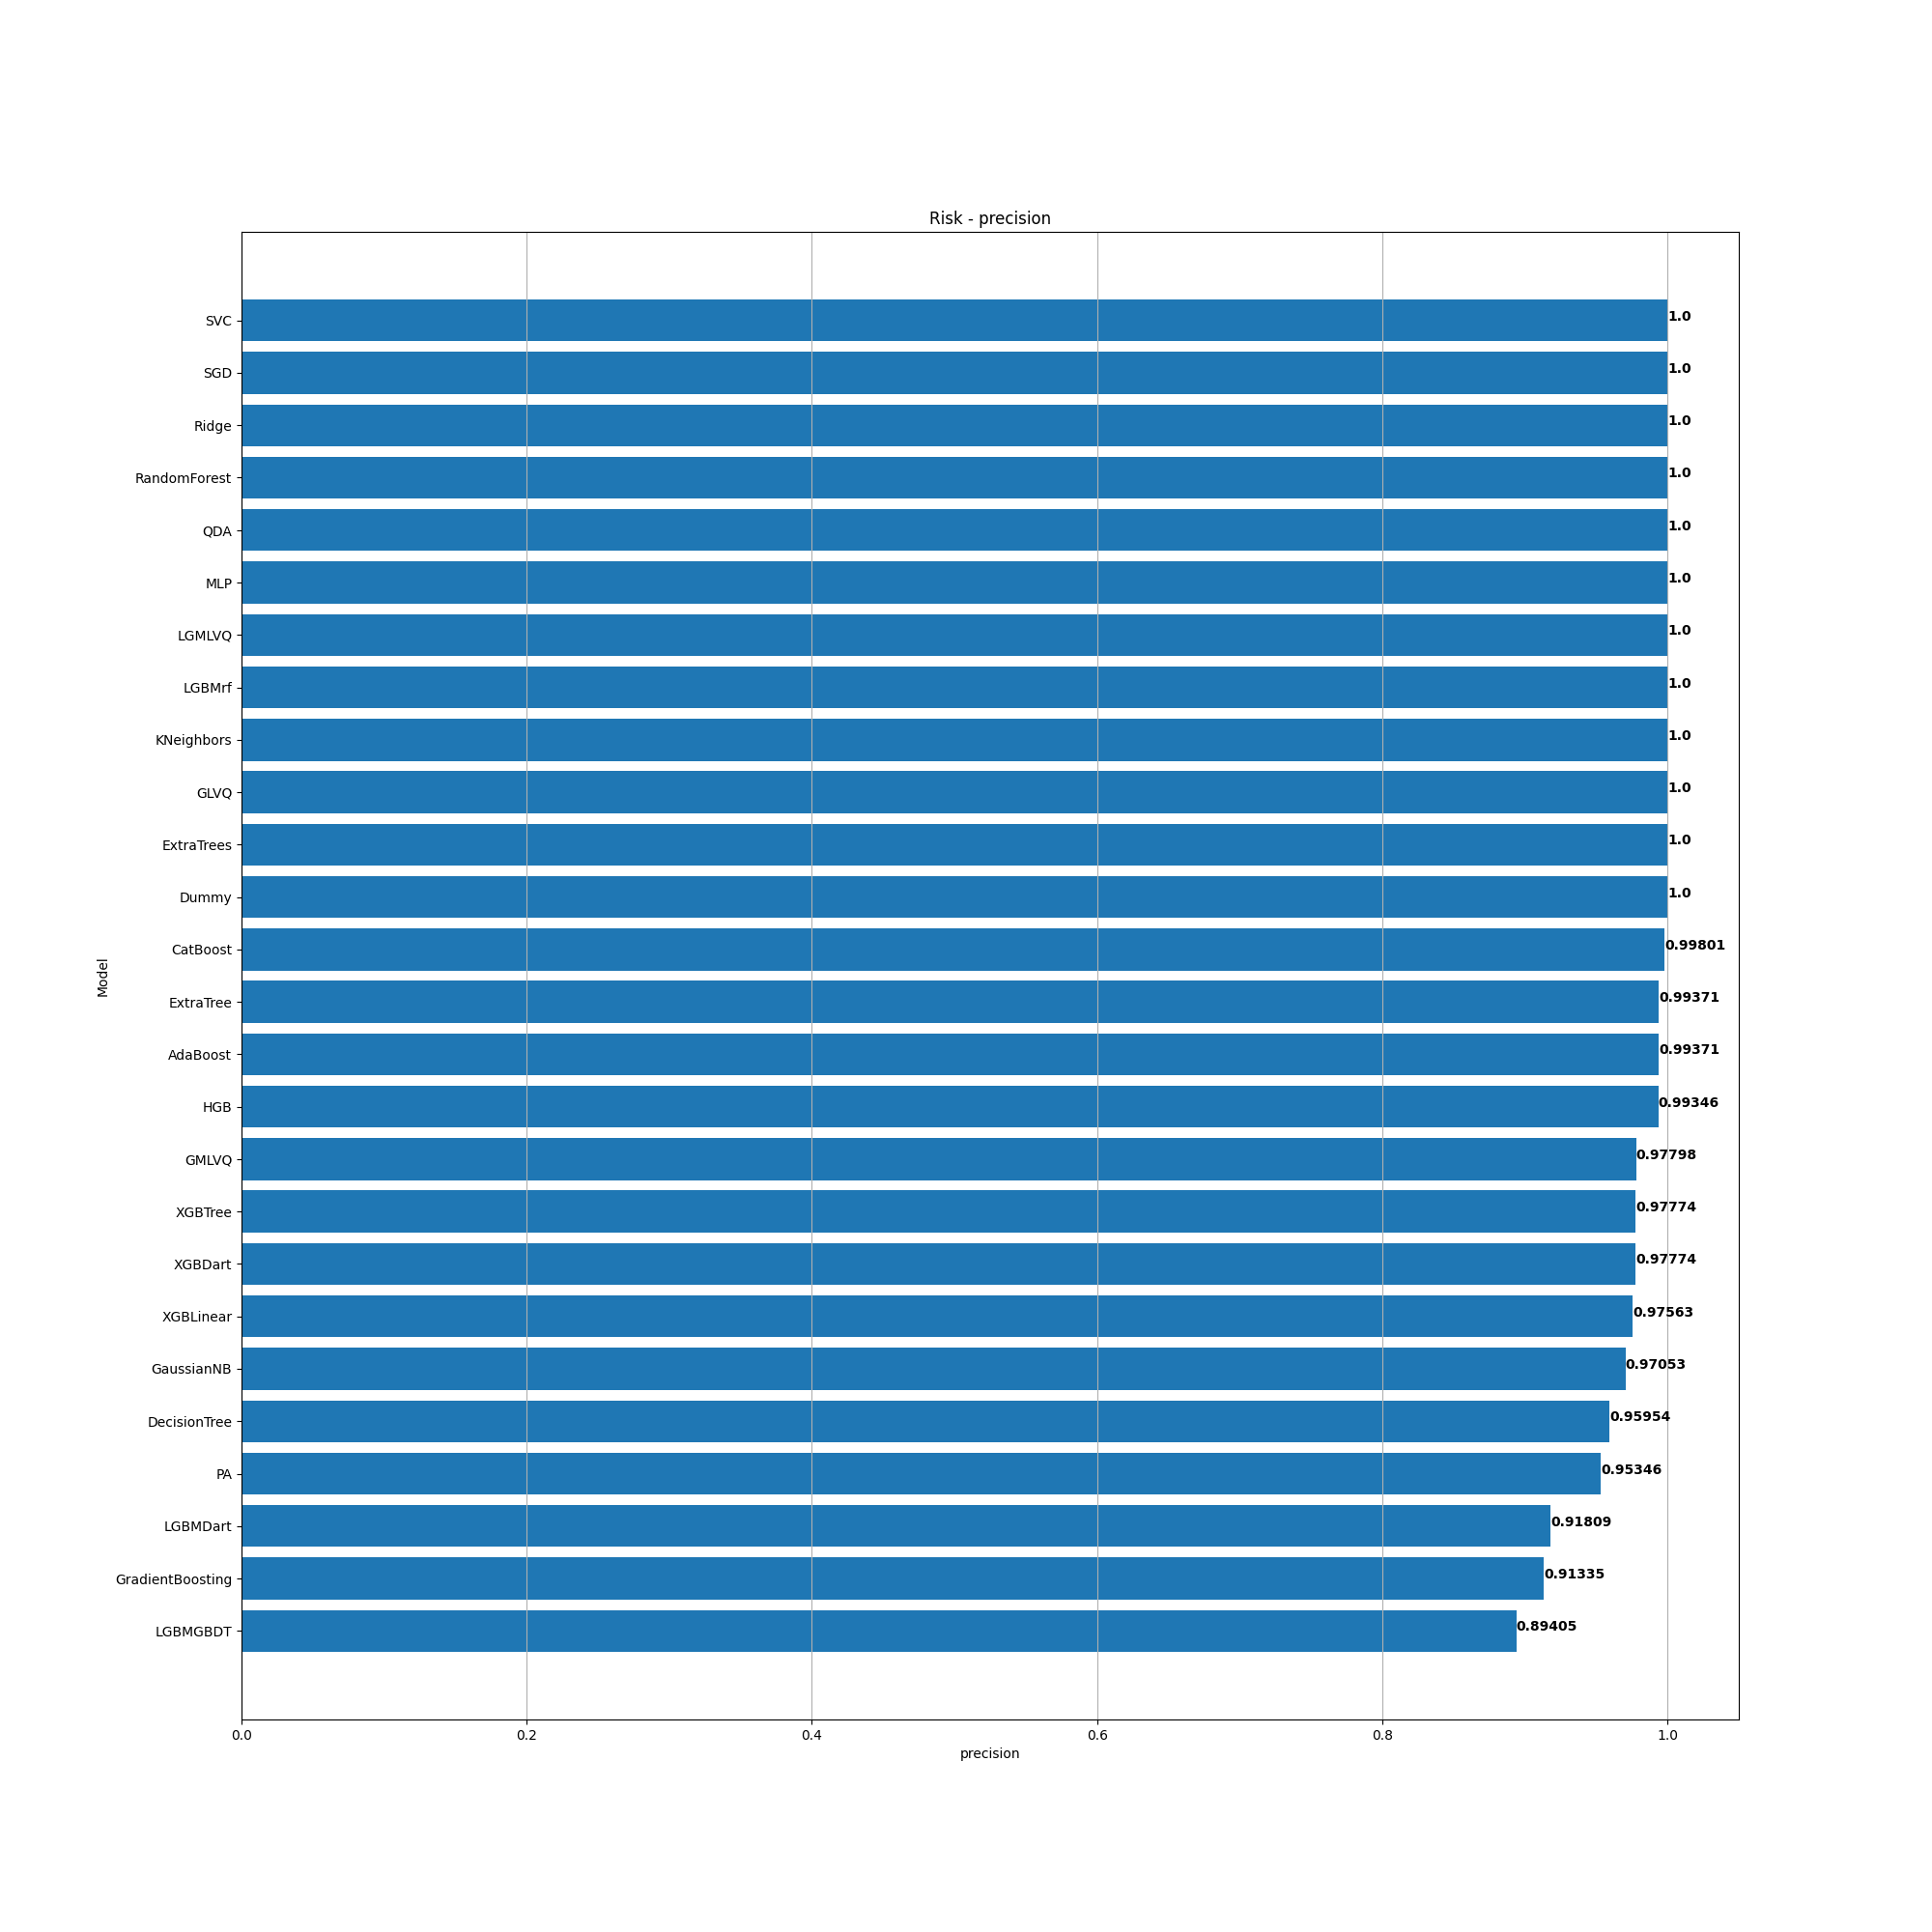 Risk - precision
SVC 1.0
SGD 1.0
Ridge 1.0
RandomForest 1.0
QDA 1.0
MLP 1.0
LGMLVQ 1.0
LGBMrf 1.0
KNeighbors 1.0
GLVQ 1.0
ExtraTrees 1.0
Dummy 1.0
CatBoost 0.99801
ExtraTree 0.99371
AdaBoost 0.99371
HGB 0.99346
GMLVQ 0.97798
XGBTree 0.97774
XGBDart 0.97774
XGBLinear 0.97563
GaussianNB 0.97053
DecisionTree 0.95954
PA 0.95346
LGBMDart 0.91809
GradientBoosting 0.91335
LGBMGBDT 0.89405
Model
0.0 0.2 0.4 0.6 0.8 1.0
precision